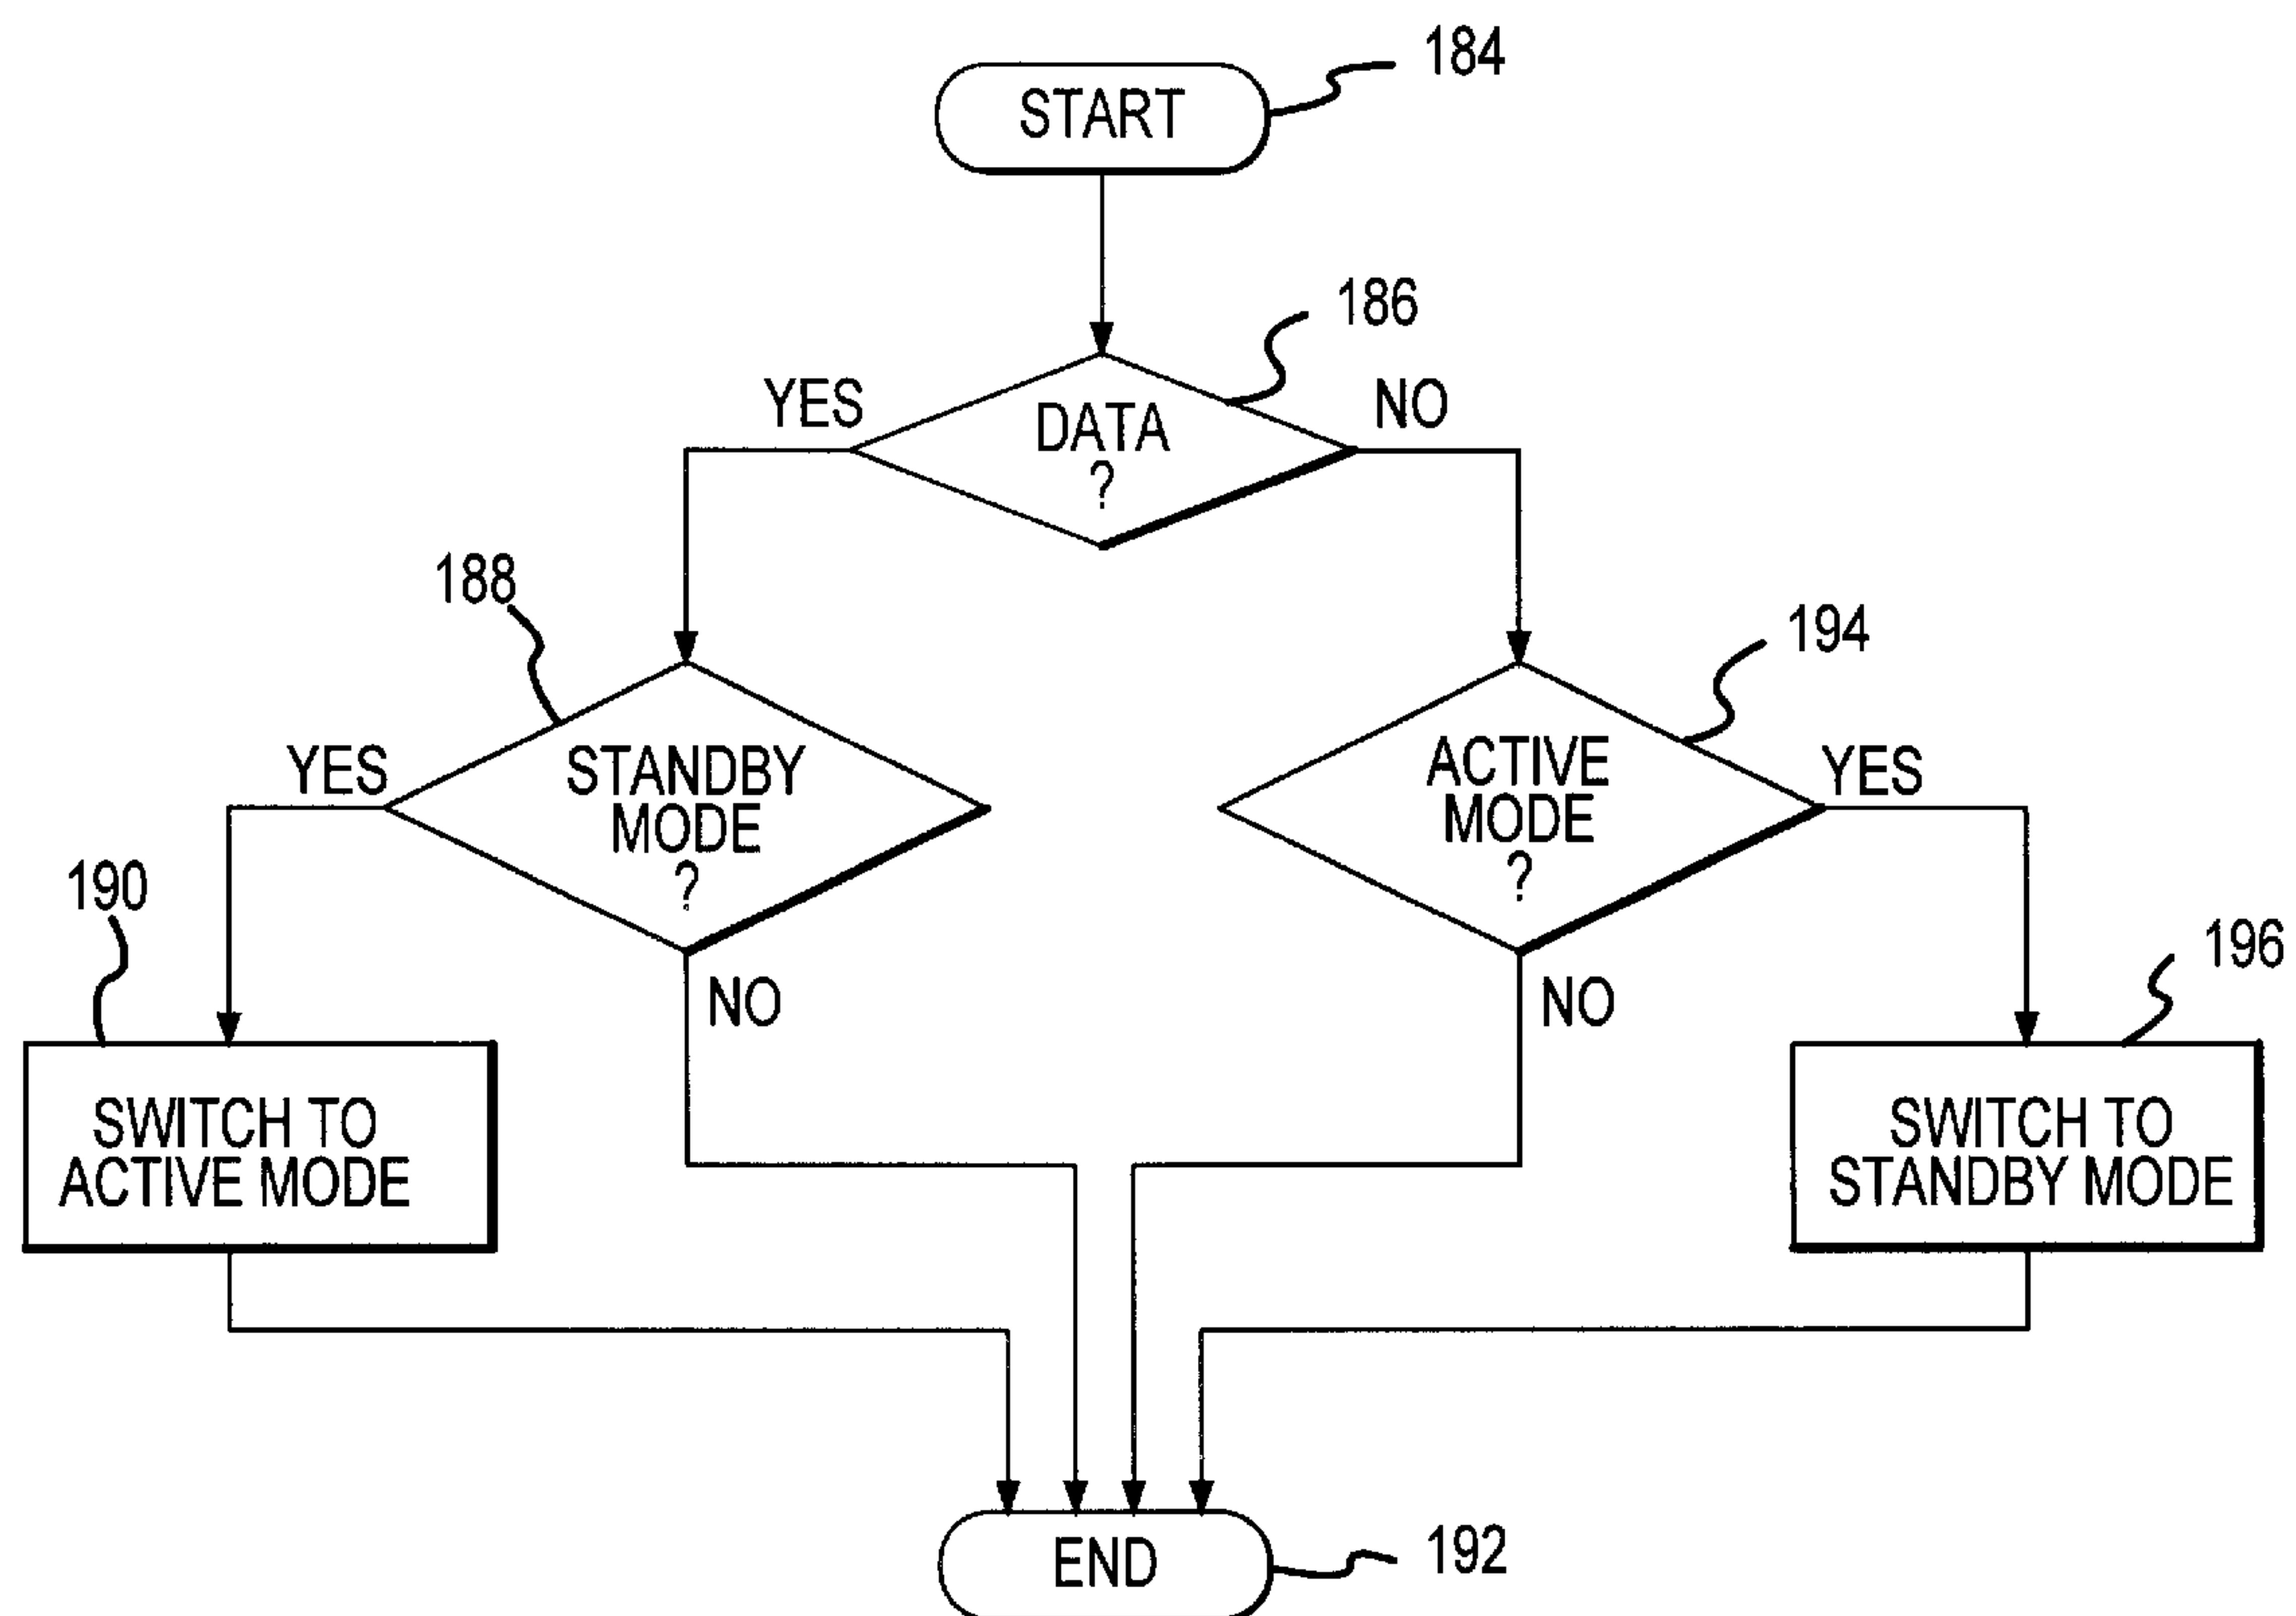 184
START
186
YES
NO
DATA
?
188
194
YES
STANDBY
MODE
?
ACTIVE
MODE
?
YES
190
196
NO
NO
SWITCH TO
ACTIVE MODE
SWITCH TO
STANDBY MODE
END
192